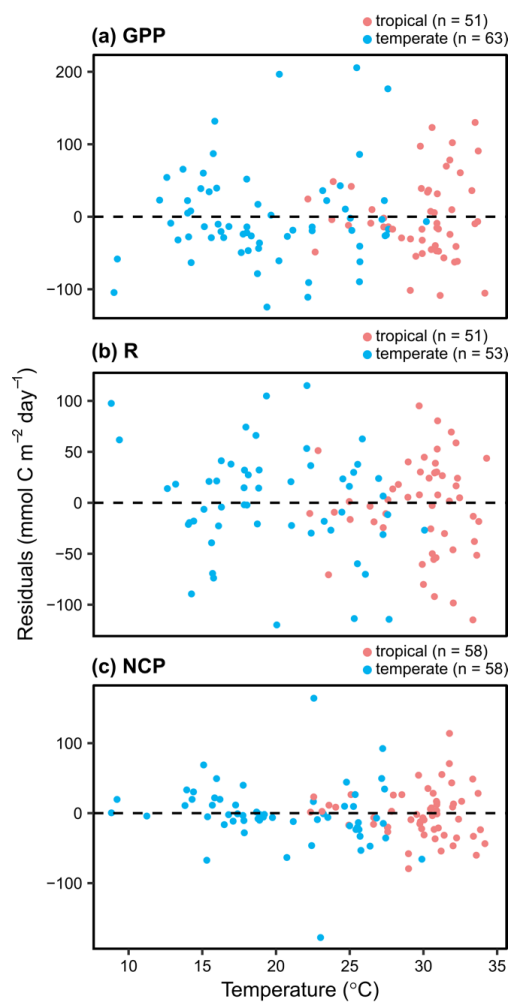 tropical (n = 51)
(a) GPP
temperate (n = 63)
200
100
0
−100
tropical (n = 51)
(b) R
temperate (n = 53)
100
50
0
−50
−100
Residuals (mmol C m⁻² day⁻¹)
tropical (n = 58)
(c) NCP
temperate (n = 58)
100
0
−100
10 15 20 25 30 35
Temperature (°C)